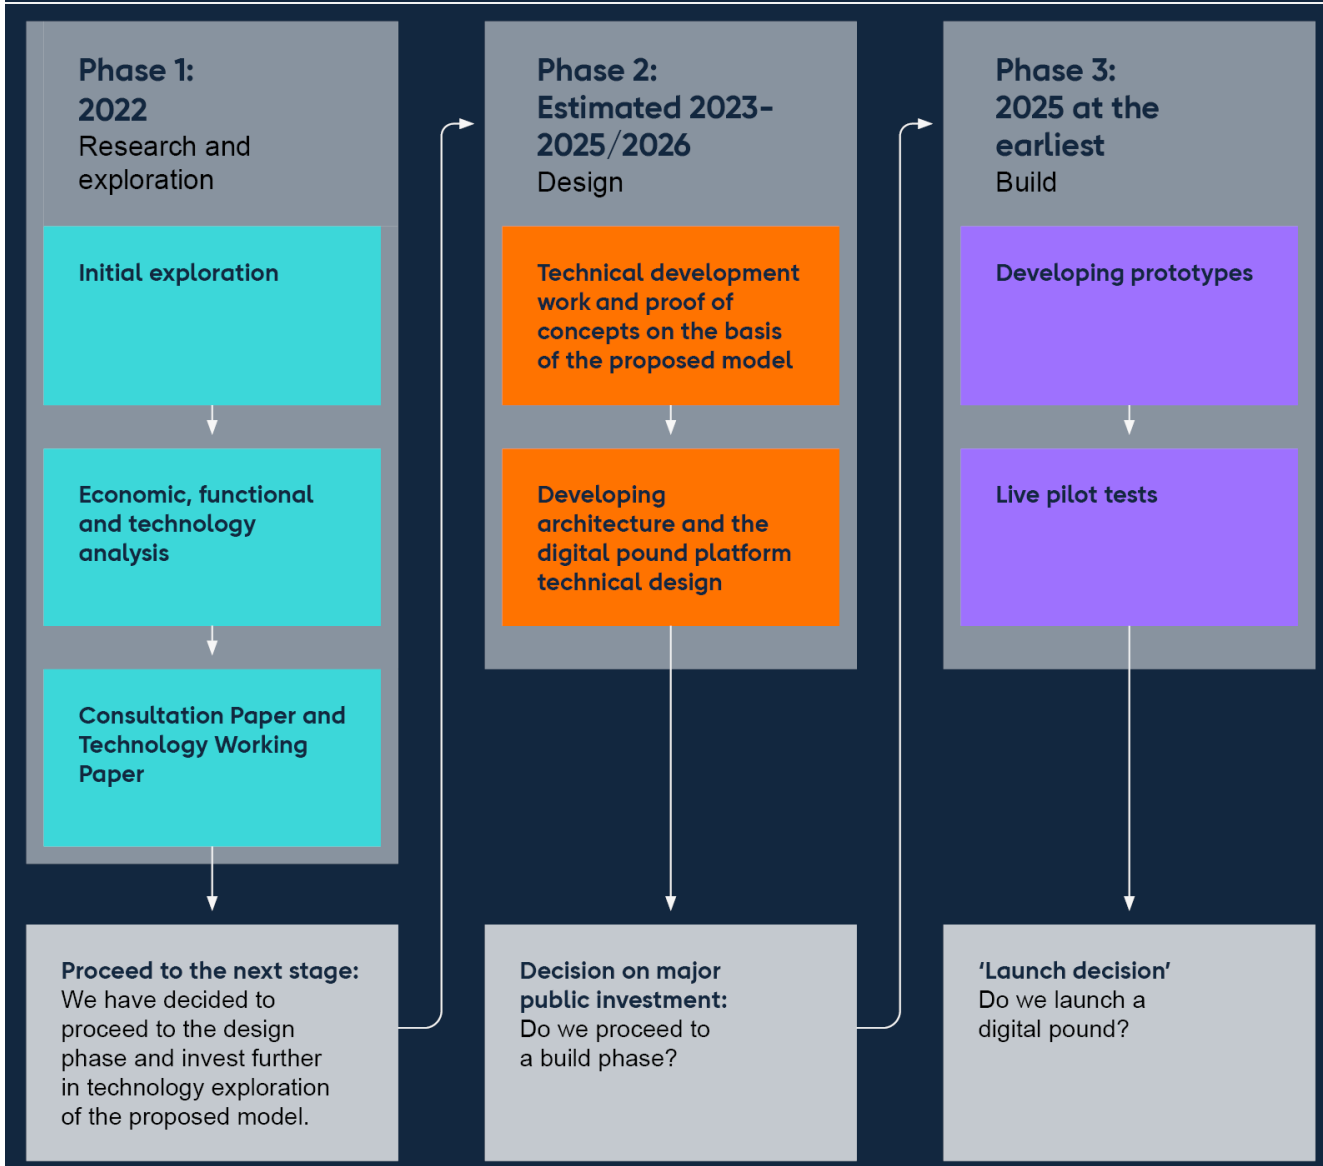 Phase 1:
2022
Research and
exploration
Initial exploration
Economic, functional
and technology
analysis
Consultation Paper and
Technology Working
Paper
Proceed to the next stage:
We have decided to
proceed to the design
phase and invest further
in technology exploration
of the proposed model.
Phase 2:
Estimated 2023–
2025/2026
Design
Technical development
work and proof of
concepts on the basis
of the proposed model
Developing
architecture and the
digital pound platform
technical design
Decision on major
public investment:
Do we proceed to
a build phase?
Phase 3:
2025 at the
earliest
Build
Developing prototypes
Live pilot tests
‘Launch decision’
Do we launch a
digital pound?